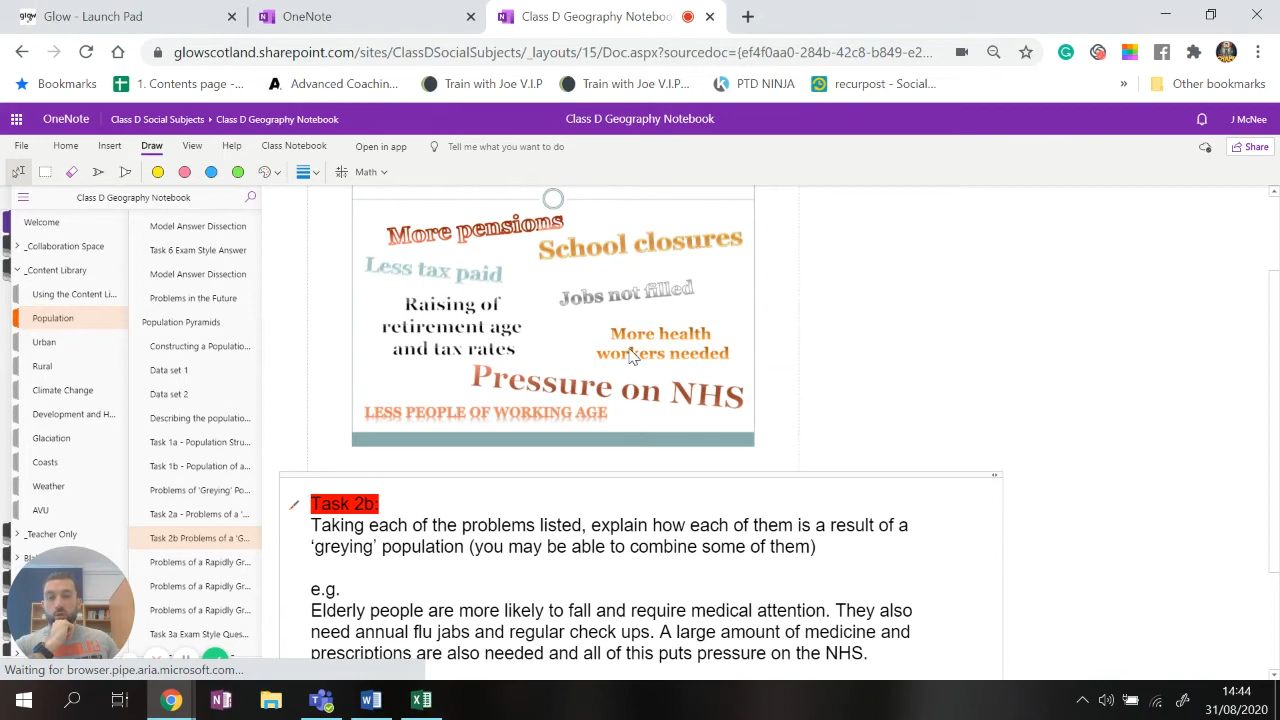 glow Glow - Launch Pad
OneNote
Class D Geography Notebook
glowscotland.sharepoint.com/sites/ClassDSocialSubjects/_layouts/15/Doc.aspx?sourcedoc={ef4f0aa0-284b-42c8-b849-e2...
Bookmarks
1. Contents page -...
Advanced Coachin...
Train with Joe V.I.P
Train with Joe V.I.P...
PTD NINJA
recurpost - Social...
»
Other bookmarks
OneNote
Class D Social Subjects > Class D Geography Notebook
Class D Geography Notebook
J McNee
File
Home
Insert
Draw
View
Help
Class Notebook
Open in app
Tell me what you want to do
Share
Math
Class D Geography Notebook
Welcome
_Collaboration Space
_Content Library
Using the Content Li...
Population
Urban
Rural
Climate Change
Development and H...
Glaciation
Coasts
Weather
AVU
_Teacher Only
Model Answer Dissection
Task 6 Exam Style Answer
Model Answer Dissection
Problems in the Future
Population Pyramids
Constructing a Populatio...
Data set 1
Data set 2
Describing the populatio...
Task 1a - Population Stru...
Task 1b - Population of a...
Problems of 'Greying' Po...
Task 2a - Problems of a '...
Task 2b Problems of a 'G...
Problems of a Rapidly Gr...
Problems of a Rapidly Gr...
Problems of a Rapidly Gr...
Task 3a Exam Style Ques...
More pensions
School closures
Less tax paid
Jobs not filled
Raising of
retirement age
and tax rates
More health
workers needed
Pressure on NHS
LESS PEOPLE OF WORKING AGE
Task 2b:
Taking each of the problems listed, explain how each of them is a result of a
‘greying’ population (you may be able to combine some of them)
e.g.
Elderly people are more likely to fall and require medical attention. They also
need annual flu jabs and regular check ups. A large amount of medicine and
prescriptions are also needed and all of this puts pressure on the NHS.
Waiting for browser.pipe.aria.microsoft.com...
14:44
31/08/2020